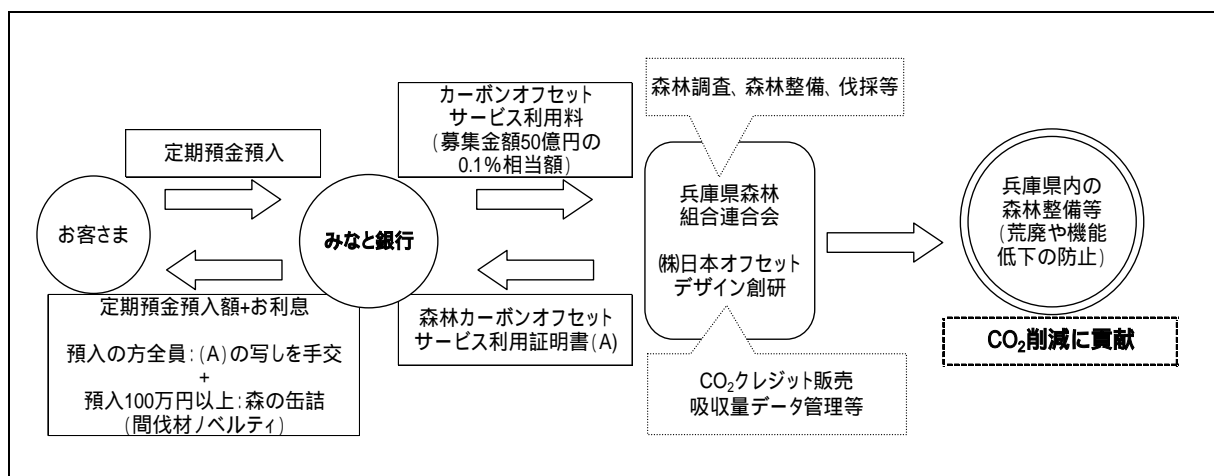 定期預金預入
カーボンオフセット
サービス利用料
(募集金額50億円の
0.1%相当額)
森林調査、森林整備、伐採等
お客さま
みなと銀行
兵庫県森林
組合連合会
㈱日本オフセット
デザイン創研
兵庫県内の
森林整備等
(荒廃や機能
低下の防止)
定期預金預入額+お利息
預入の方全員:(A)の写しを手交
+
預入100万円以上:森の缶詰
(間伐材ノベルティ)
森林カーボンオフセット
サービス利用証明書(A)
CO₂クレジット販売
吸収量データ管理等
CO₂削減に貢献